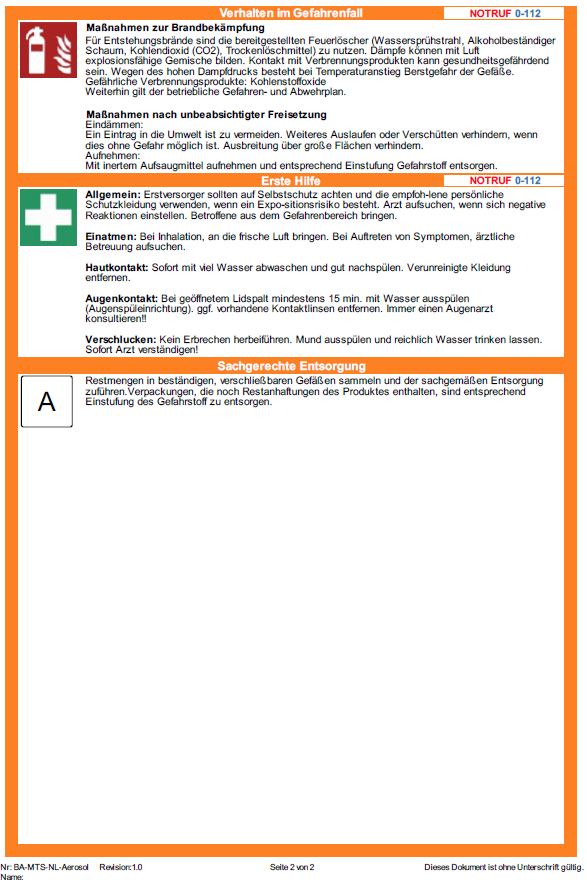 Verhalten im Gefahrenfall
NOTRUF 0-112
Maßnahmen zur Brandbekämpfung
Für Entstehungsbrände sind die bereitgestellten Feuerlöscher (Wassersprühstrahl, Alkoholbeständiger
Schaum, Kohlendioxid (CO2), Trockenlöschmittel) zu nutzen. Dämpfe können mit Luft
explosionsfähige Gemische bilden. Kontakt mit Verbrennungsprodukten kann gesundheitsgefährdend
sein. Wegen des hohen Dampfdrucks besteht bei Temperaturanstieg Berstgefahr der Gefäße.
Gefährliche Verbrennungsprodukte: Kohlenstoffoxide
Weiterhin gilt der betriebliche Gefahren- und Abwehrplan.
Maßnahmen nach unbeabsichtigter Freisetzung
Eindämmen:
Ein Eintrag in die Umwelt ist zu vermeiden. Weiteres Auslaufen oder Verschütten verhindern, wenn
dies ohne Gefahr möglich ist. Ausbreitung über große Flächen verhindern.
Aufnehmen:
Mit inertem Aufsaugmittel aufnehmen und entsprechend Einstufung Gefahrstoff entsorgen.
Erste Hilfe
NOTRUF 0-112
Allgemein: Erstversorger sollten auf Selbstschutz achten und die empfoh-lene persönliche
Schutzkleidung verwenden, wenn ein Expo-sitionsrisiko besteht. Arzt aufsuchen, wenn sich negative
Reaktionen einstellen. Betroffene aus dem Gefahrenbereich bringen.
Einatmen: Bei Inhalation, an die frische Luft bringen. Bei Auftreten von Symptomen, ärztliche
Betreuung aufsuchen.
Hautkontakt: Sofort mit viel Wasser abwaschen und gut nachspülen. Verunreinigte Kleidung
entfernen.
Augenkontakt: Bei geöffnetem Lidspalt mindestens 15 min. mit Wasser ausspülen
(Augenspüleinrichtung). ggf. vorhandene Kontaktlinsen entfernen. Immer einen Augenarzt
konsultieren!!
Verschlucken: Kein Erbrechen herbeiführen. Mund ausspülen und reichlich Wasser trinken lassen.
Sofort Arzt verständigen!
Sachgerechte Entsorgung
A
Restmengen in beständigen, verschließbaren Gefäßen sammeln und der sachgemäßen Entsorgung
zuführen.Verpackungen, die noch Restanhaftungen des Produktes enthalten, sind entsprechend
Einstufung des Gefahrstoff zu entsorgen.
Nr: BA-MTS-NL-Aerosol Revision:1.0 Seite 2 von 2 Dieses Dokument ist ohne Unterschrift gültig.
Name: